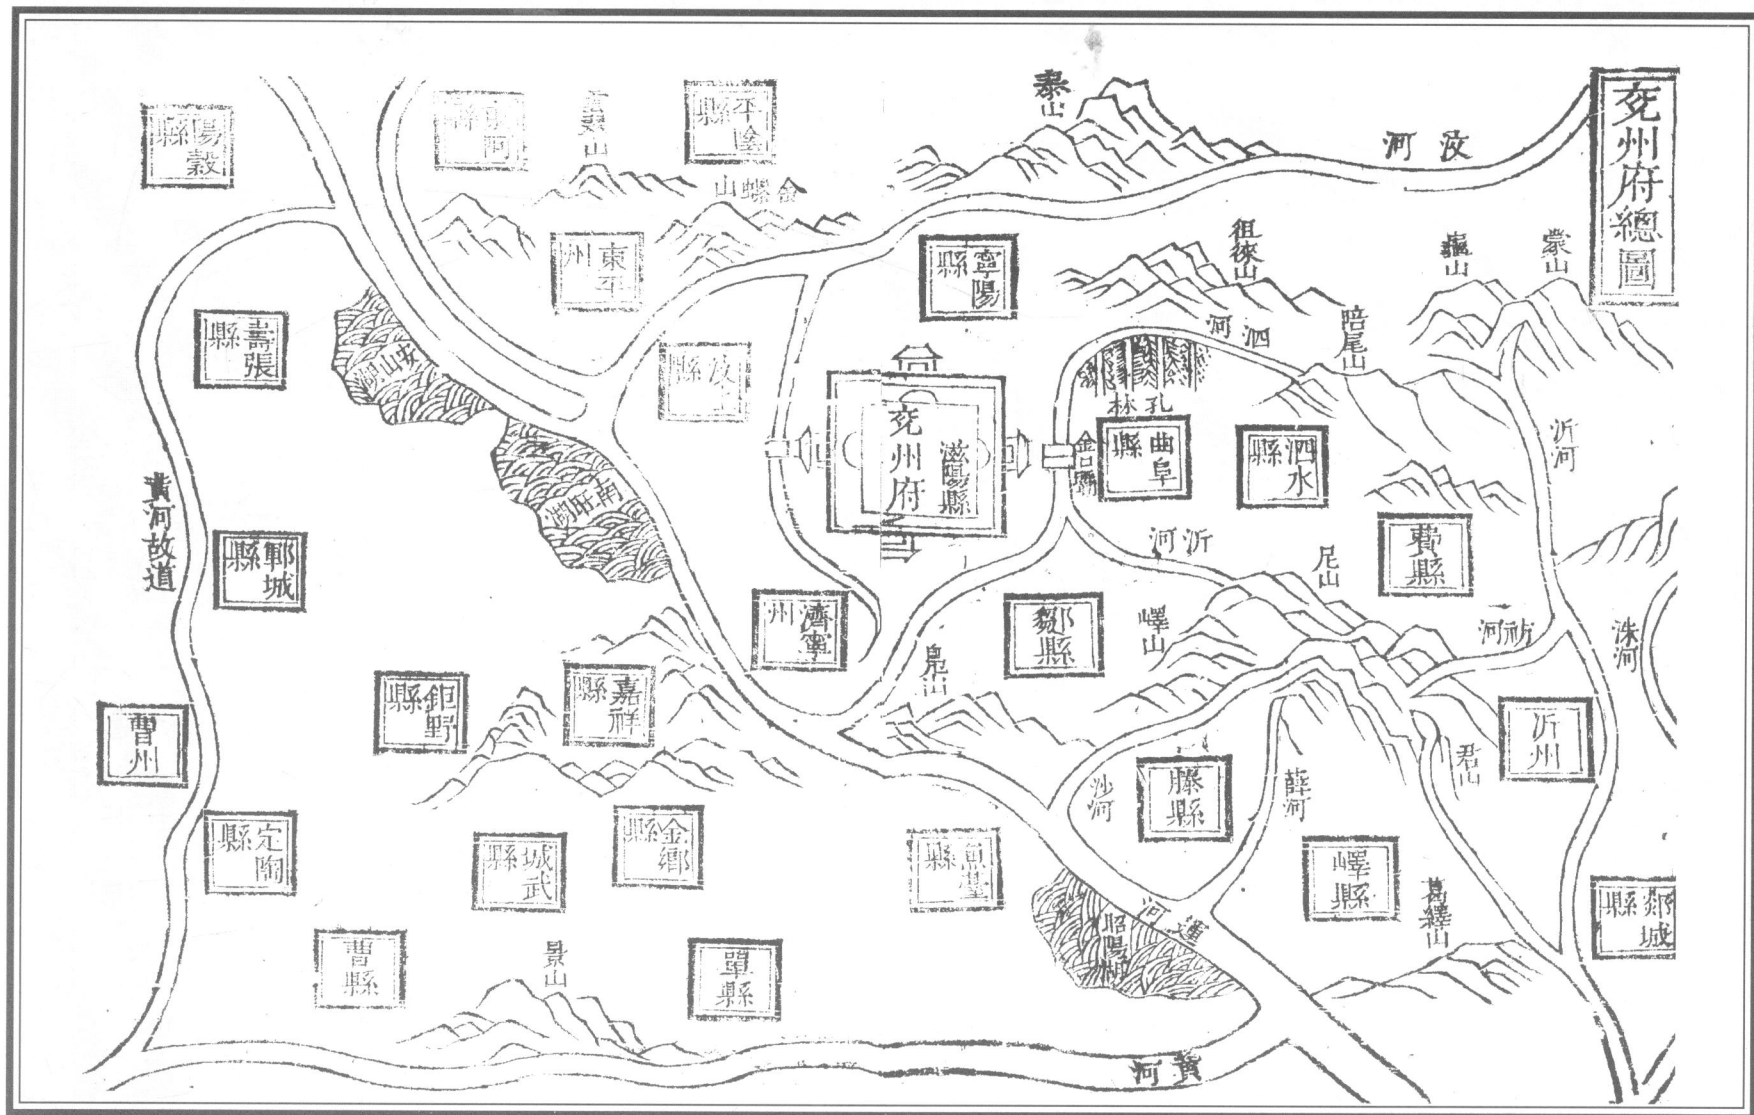 兖州府總圖
汶河
泰山
平陰縣
東阿縣
陽穀縣
金螺山
蒙山
龜山
徂徠山
寧陽縣
東平州
壽張縣
安山湖
汶上縣
泗河
陪尾山
孔林
兖州府
滋陽縣
金口壩
曲阜縣
泗水縣
沂河
費縣
南旺湖
黃河故道
鄆城縣
沂河
尼山
嶧山
鄒縣
濟寧州
鳧山
祊河
洙河
沂州
君山
嘉祥縣
鉅野縣
曹州
滕縣
沙河
薛河
嶧縣
葛嶧山
郯城縣
魚臺縣
金鄉縣
城武縣
定陶縣
運河
昭陽湖
單縣
景山
曹縣
黃河